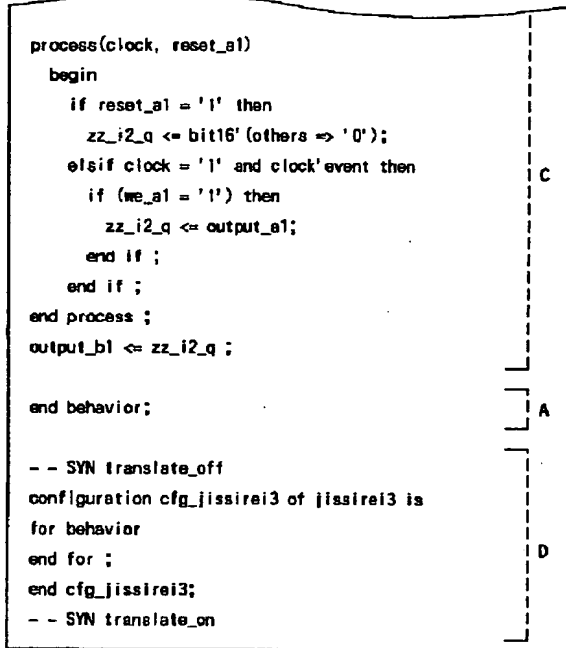 process(clock, reset_a1)
begin
if reset_a1 = '1' then
zz_i2_q <= bit16'(others => '0');
elsif clock = '1' and clock'event then
if (we_a1 = '1') then
zz_i2_q <= output_a1;
end if ;
end if ;
end process ;
output_b1 <= zz_i2_q ;
C
end behavior;
A
-- SYN translate_off
configuration cfg_jissirei3 of jissirei3 is
for behavior
end for ;
end cfg_jissirei3;
-- SYN translate_on
D